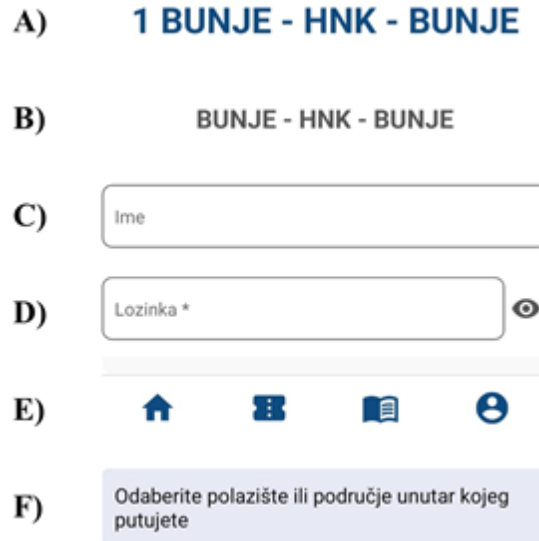 A) 1 BUNJE - HNK - BUNJE
B) BUNJE - HNK - BUNJE
C) Ime
D) Lozinka *
E)
F) Odaberite polazište ili područje unutar kojeg
putujete